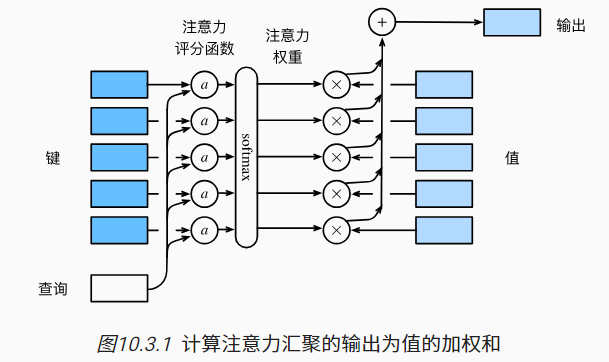 注意力
评分函数
注意力
权重
+
输出
键
a
a
a
a
a
softmax
×
×
×
×
×
值
查询
图10.3.1 计算注意力汇聚的输出为值的加权和